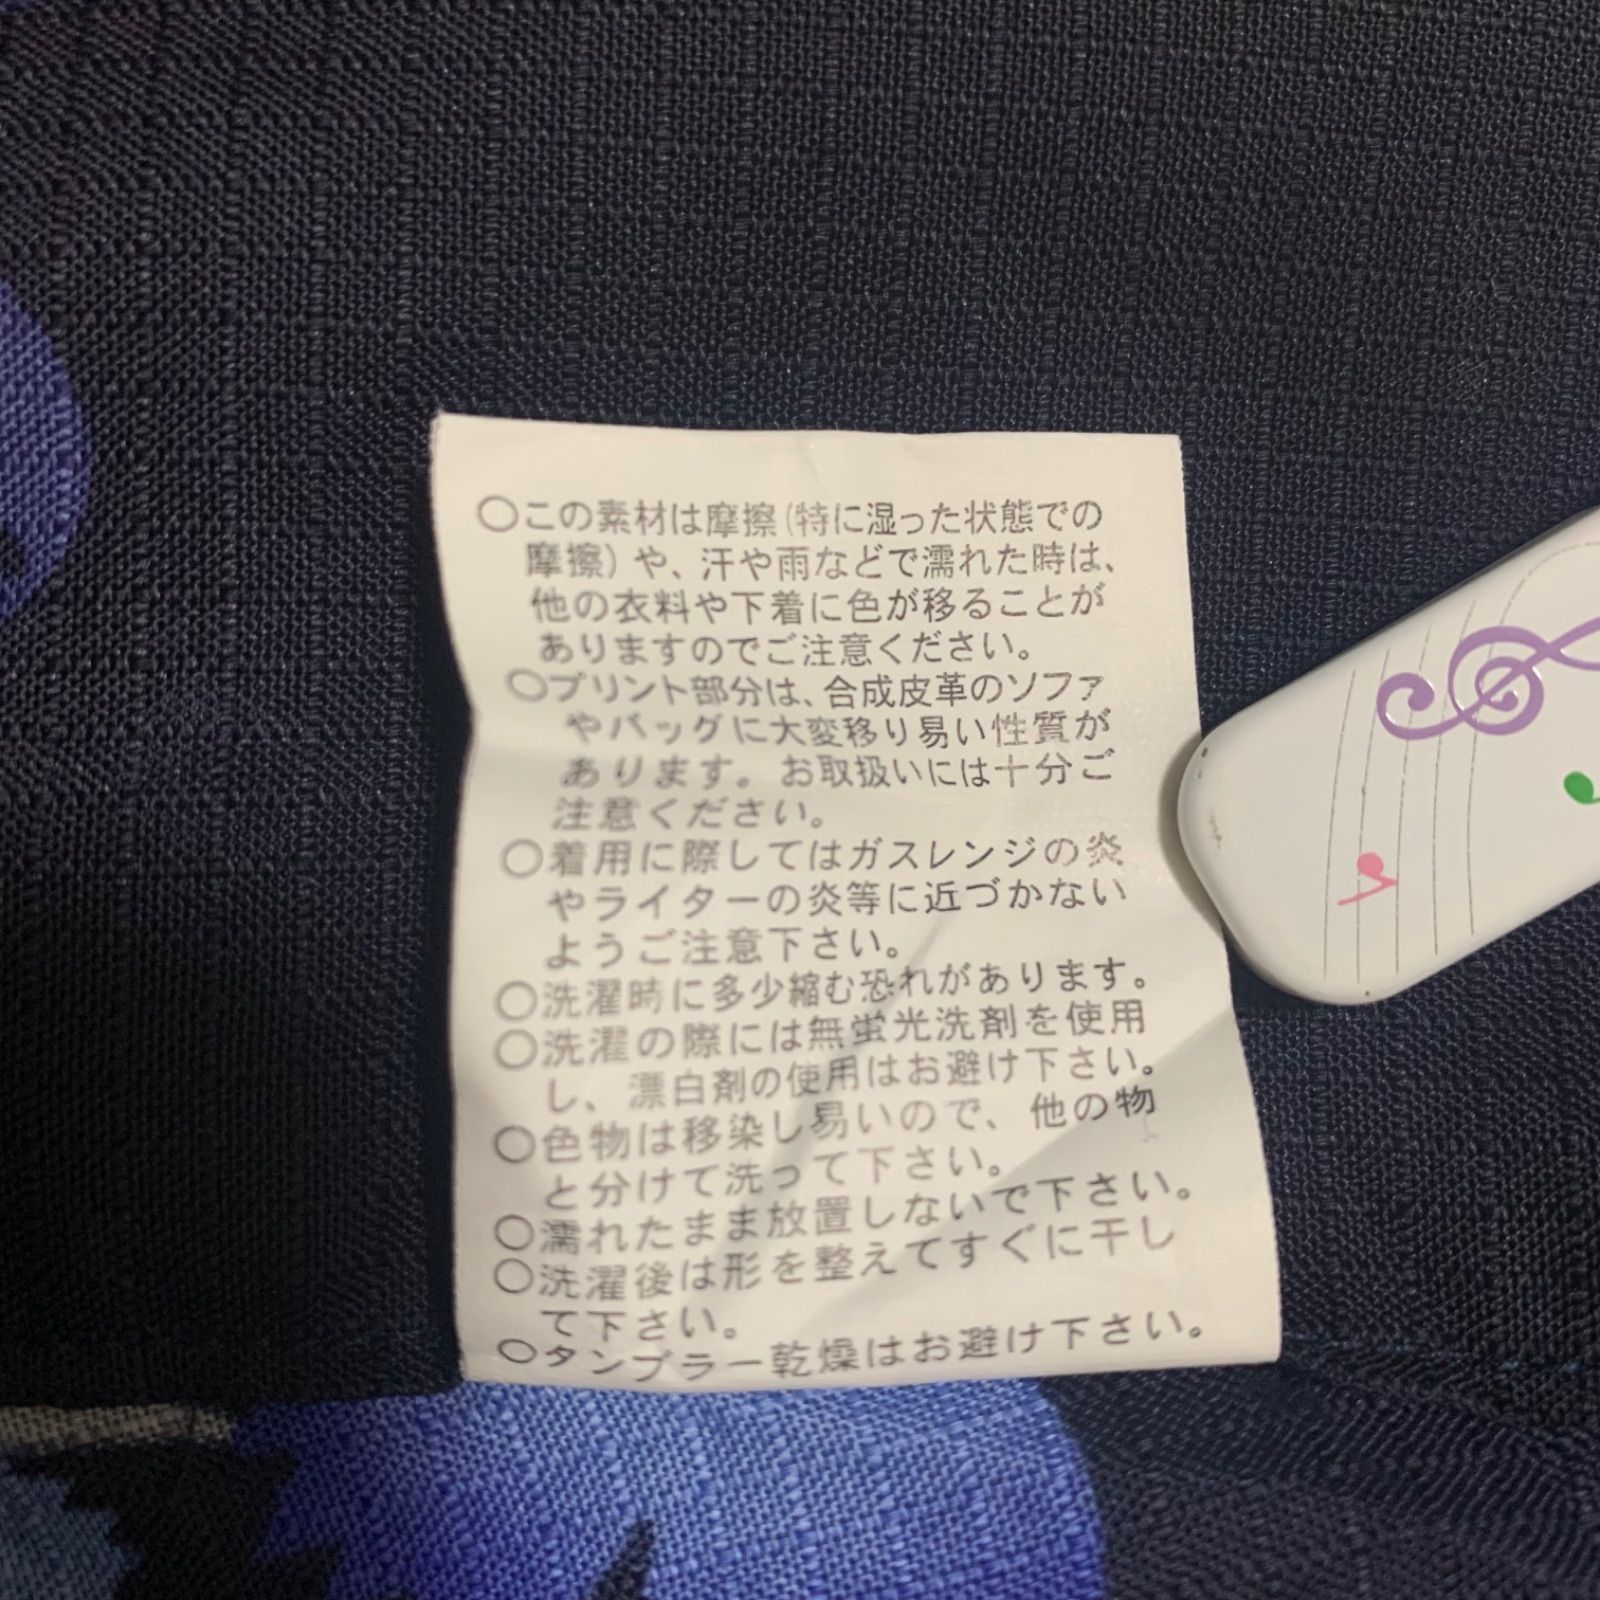 ○この素材は摩擦(特に湿った状態での
摩擦)や、汗や雨などで濡れた時は、
他の衣料や下着に色が移ることが
ありますのでご注意ください。
○プリント部分は、合成皮革のソファ
やバッグに大変移り易い性質が
あります。お取扱いには十分ご
注意ください。
○着用に際してはガスレンジの炎
やライターの炎等に近づかない
ようご注意下さい。
○洗濯時に多少縮む恐れがあります。
○洗濯の際には無蛍光洗剤を使用
し、漂白剤の使用はお避け下さい。
○色物は移染し易いので、他の物
と分けて洗って下さい。
○濡れたまま放置しないで下さい。
○洗濯後は形を整えてすぐに干し
て下さい。
○タンブラー乾燥はお避け下さい。